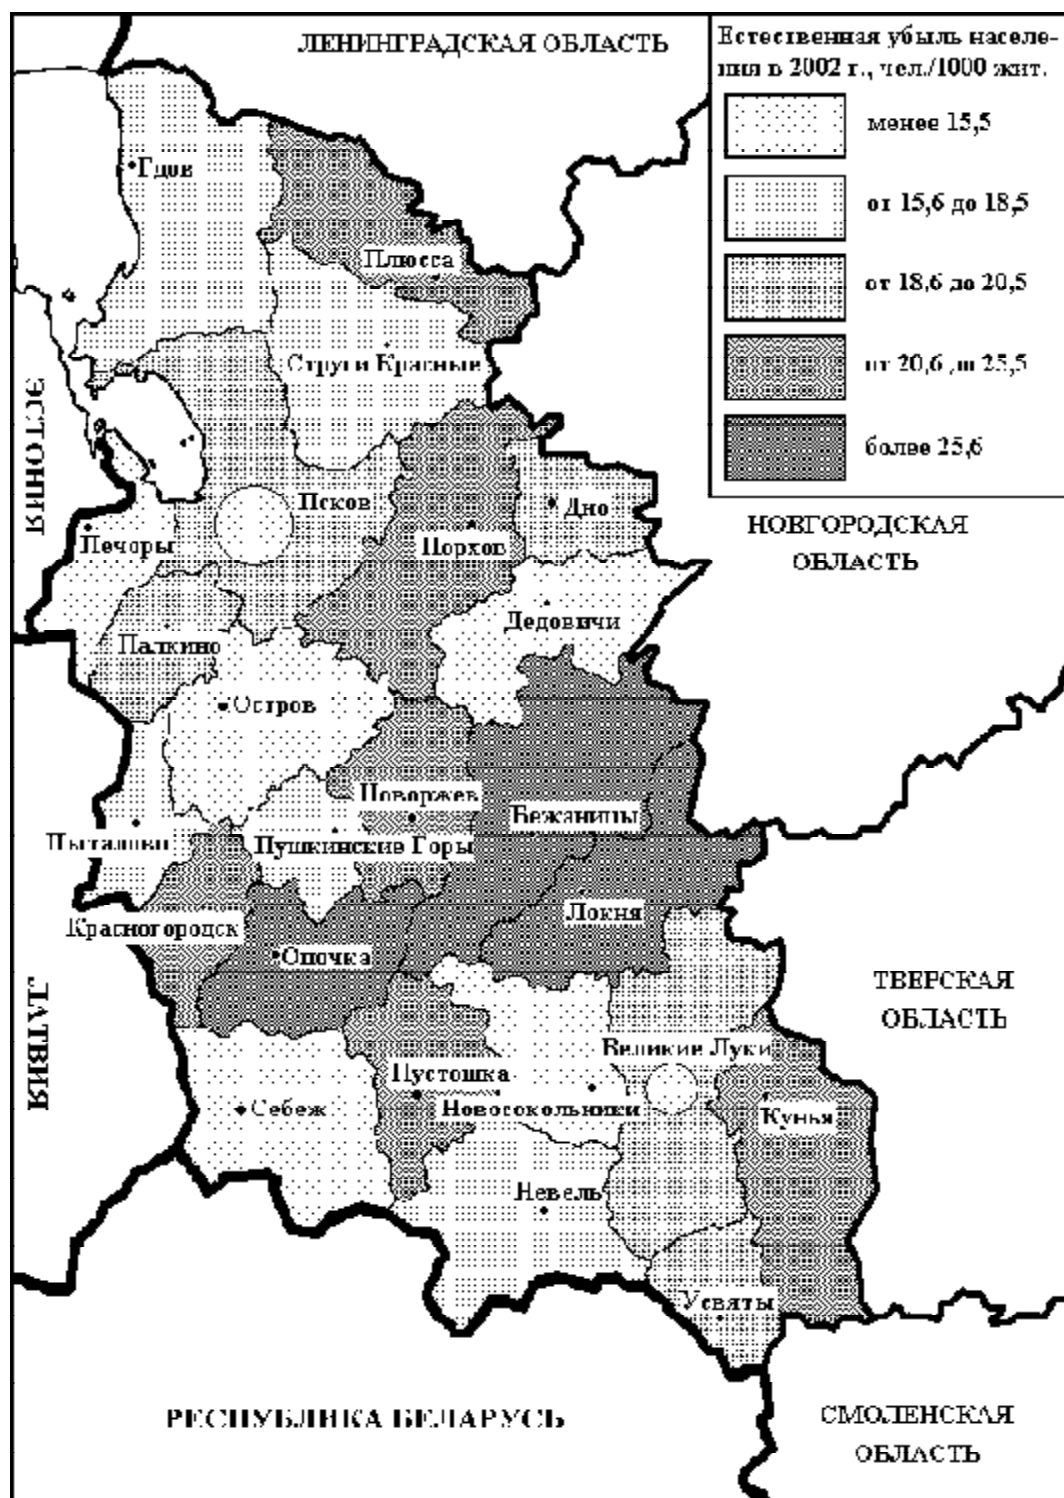 ЛЕНИНГРАДСКАЯ ОБЛАСТЬ
Естественная убыль населе-
ния в 2002 г., чел./1000 жит.
менее 15,5
от 15,6 до 18,5
от 18,6 до 20,5
от 20,6 до 25,5
более 25,6
Гдов
Плюсса
Струги Красные
ЭСТОНИЯ
Псков
Дно
Печоры
Порхов
НОВГОРОДСКАЯ
ОБЛАСТЬ
Дедовичи
Палкино
Остров
Новоржев
Бежаницы
Пыталово
Пушкинские Горы
Красногородск
Локня
Опочка
ТВЕРСКАЯ
ОБЛАСТЬ
ЛАТВИЯ
Великие Луки
Пустошка
Себеж
Новосокольники
Кунья
Невель
Усвяты
РЕСПУБЛИКА БЕЛАРУСЬ
СМОЛЕНСКАЯ
ОБЛАСТЬ